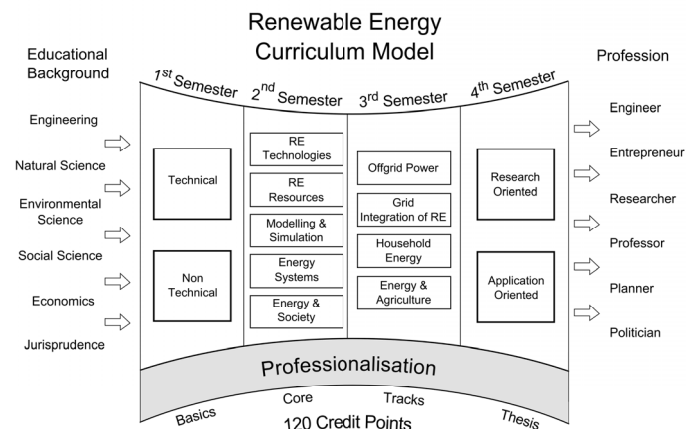 Renewable Energy
Curriculum Model
Educational
Background
Profession
1st Semester
2nd Semester
3rd Semester
4th Semester
Engineering
Natural Science
Environmental
Science
Social Science
Economics
Jurisprudence
Technical
Non
Technical
RE
Technologies
RE
Resources
Modelling &
Simulation
Energy
Systems
Energy &
Society
Offgrid Power
Grid
Integration of RE
Household
Energy
Energy &
Agriculture
Research
Oriented
Application
Oriented
Engineer
Entrepreneur
Researcher
Professor
Planner
Politician
Professionalisation
Basics
Core
Tracks
Thesis
120 Credit Points